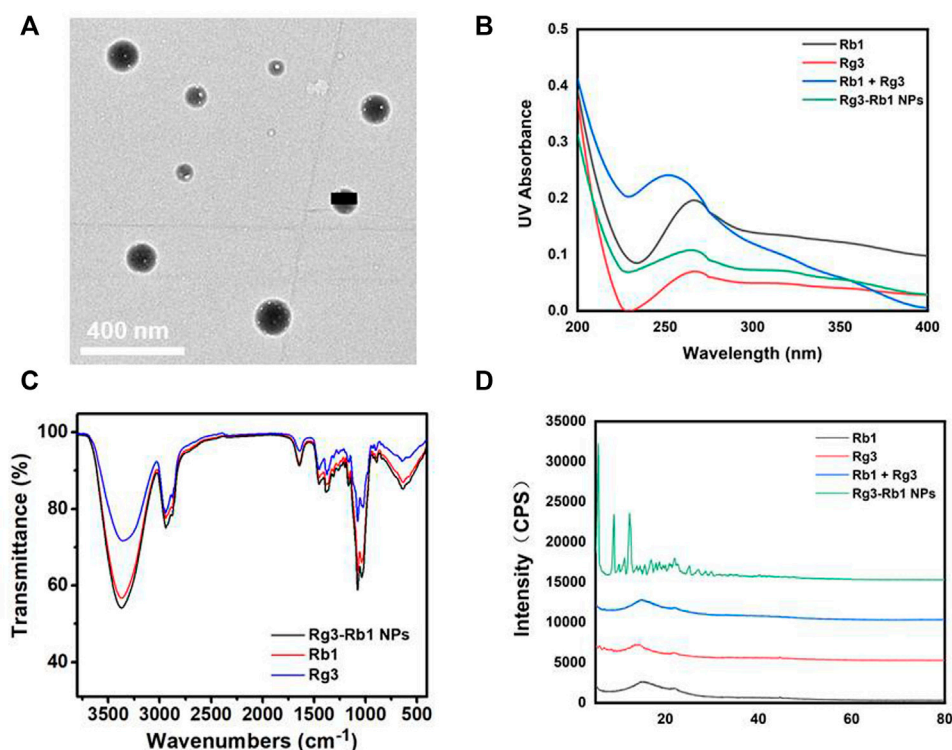 A
400 nm
B
0.5
0.4
0.3
0.2
0.1
0.0
200
250
300
350
400
UV Absorbance
Wavelength (nm)
Rb1
Rg3
Rb1 + Rg3
Rg3-Rb1 NPs
C
100
80
60
40
3500
3000
2500
2000
1500
1000
500
Transmittance (%)
Wavenumbers (cm⁻¹)
Rg3-Rb1 NPs
Rb1
Rg3
D
35000
30000
25000
20000
15000
10000
5000
0
20
40
60
80
Intensity（CPS）
Rb1
Rg3
Rb1 + Rg3
Rg3-Rb1 NPs